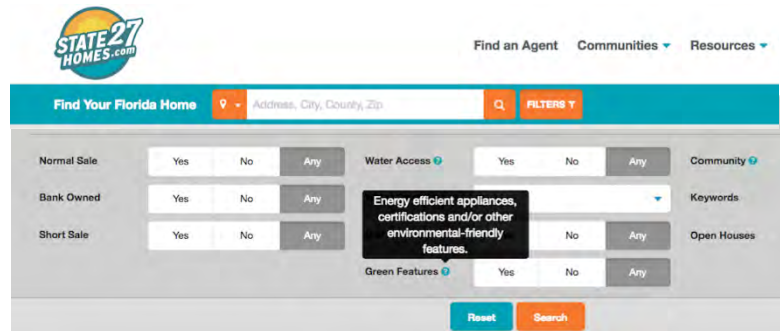 STATE27
HOMES.com
Find an Agent Communities Resources
Find Your Florida Home Address, City, County, Zip FILTERS
Normal Sale Yes No Any Water Access Yes No Any Community
Bank Owned Yes No Any Keywords
Energy efficient appliances,
certifications and/or other
environmental-friendly
features.
Short Sale Yes No Any No Any Open Houses
Green Features Yes No Any
Reset Search